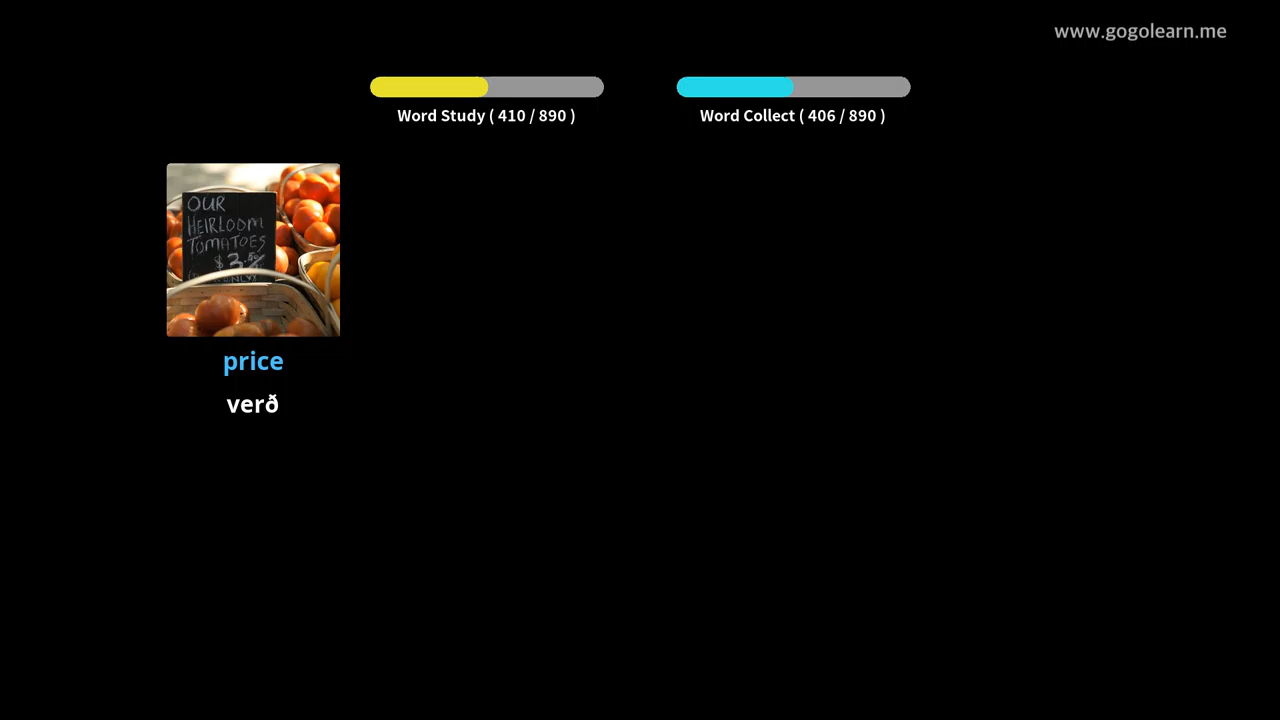 www.gogolearn.me
Word Study ( 410 / 890 )
Word Collect ( 406 / 890 )
OUR
HEIRLOOM
TOMATOES
price
verð